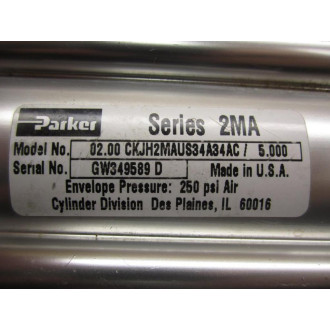 Parker Series 2MA
Model No. 02.00 CKJH2MAUS34A34AC / 5.000
Serial No. GW349589 D Made in U.S.A.
Envelope Pressure: 250 psi Air
Cylinder Division Des Plaines, IL 60016